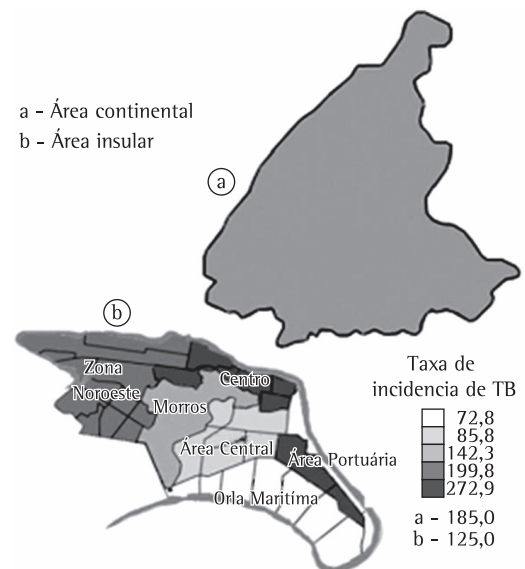 a - Área continental
b - Área insular
a
b
Zona
Noroeste
Centro
Morros
Área Central
Área Portuária
Orla Maritíma
Taxa de
incidencia de TB
72,8
85,8
142,3
199,8
272,9
a - 185,0
b - 125,0